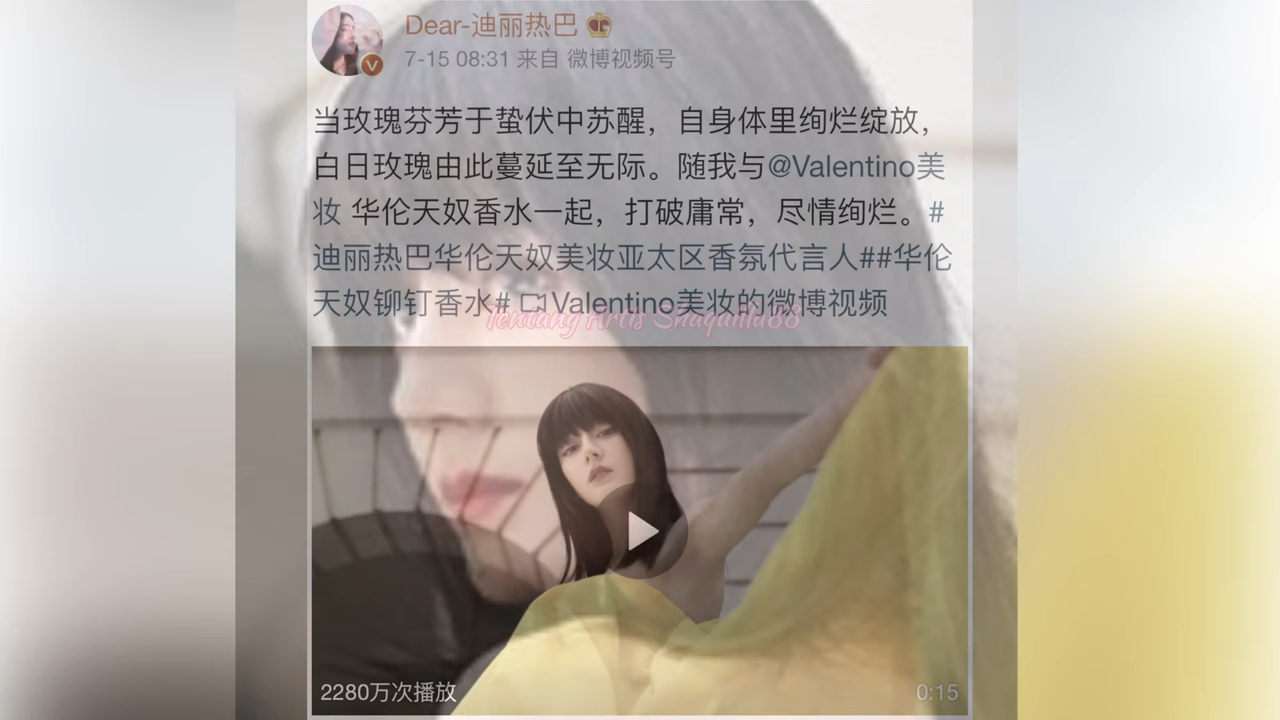 Dear-迪丽热巴
7-15 08:31 来自 微博视频号
当玫瑰芬芳于蛰伏中苏醒，自身体里绚烂绽放，
白日玫瑰由此蔓延至无际。随我与@Valentino美
妆 华伦天奴香水一起，打破庸常，尽情绚烂。#
迪丽热巴华伦天奴美妆亚太区香氛代言人##华伦
天奴铆钉香水# Valentino美妆的微博视频
Tentang Artis Shaquilla88
2280万次播放
0:15